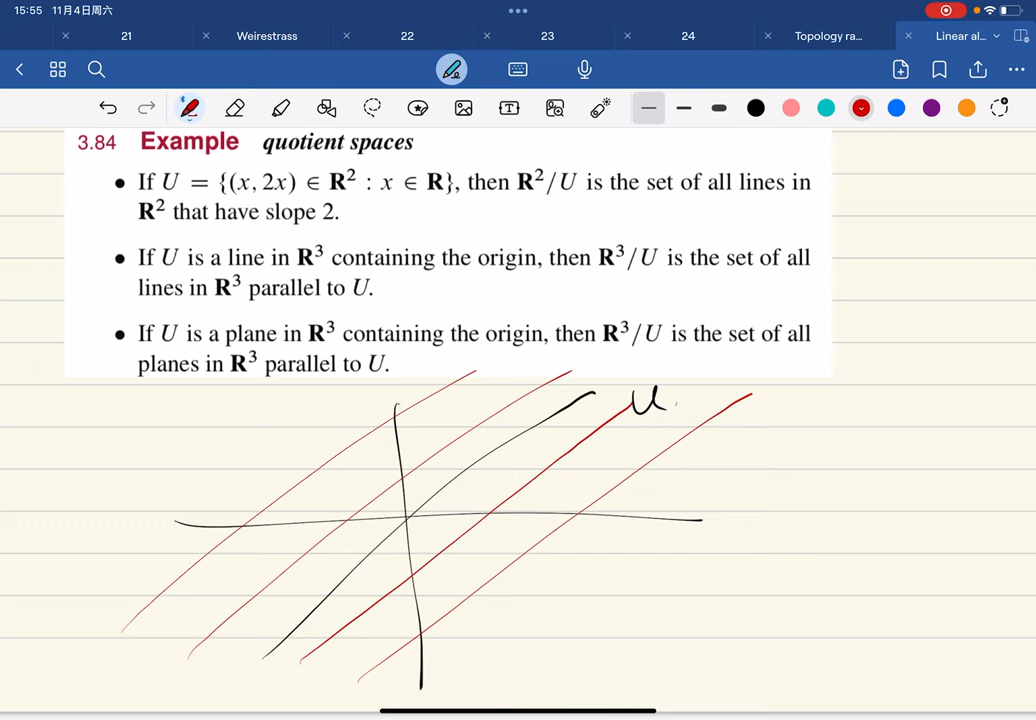 15:55 11月4日周六
21
Weirestrass
22
23
24
Topology ra...
Linear al...
3.84 Example quotient spaces
• If U = {(x, 2x) ∈ R² : x ∈ R}, then R²/U is the set of all lines in
R² that have slope 2.
• If U is a line in R³ containing the origin, then R³/U is the set of all
lines in R³ parallel to U.
• If U is a plane in R³ containing the origin, then R³/U is the set of all
planes in R³ parallel to U.
u